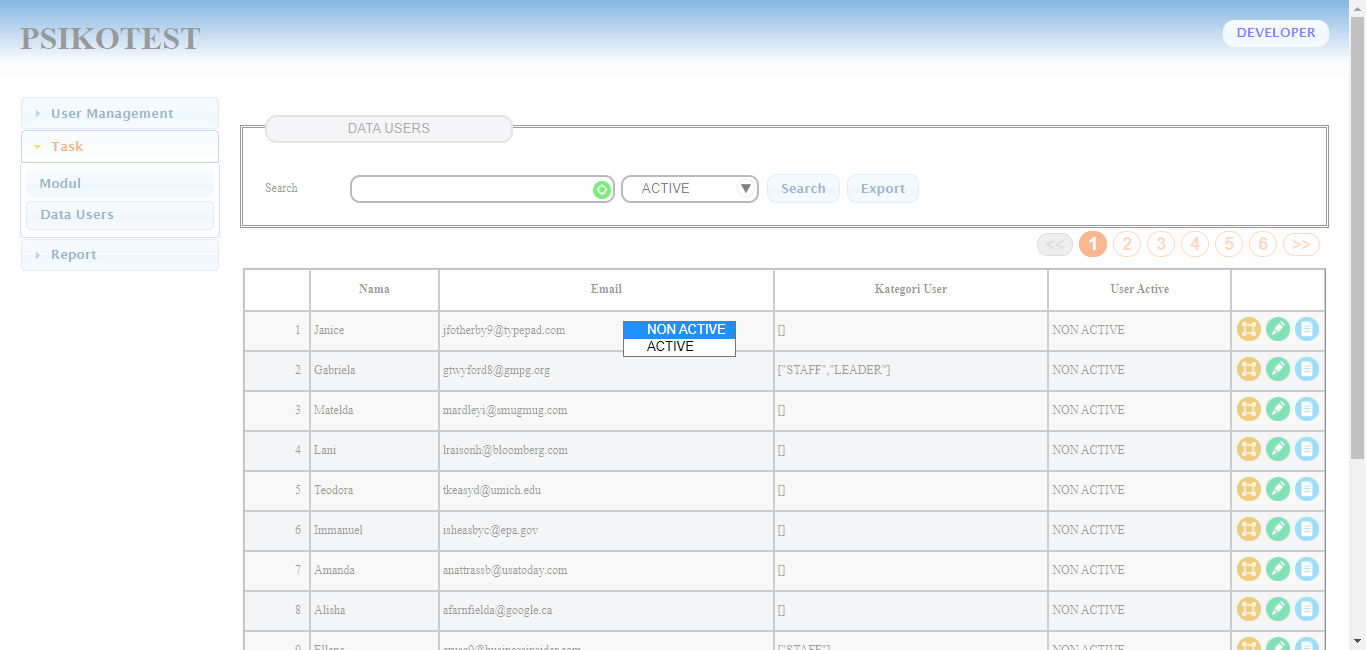 PSIKOTEST
DEVELOPER
User Management
Task
Modul
Data Users
Report
DATA USERS
Search ACTIVE Search Export
<< 1 2 3 4 5 6 >>
Nama Email Kategori User User Active
1 Janice jfotherby9@typepad.com [] NON ACTIVE
NON ACTIVE
ACTIVE
2 Gabriela gtwyford8@gmpg.org ["STAFF","LEADER"] NON ACTIVE
3 Matelda mardleyi@smugmug.com [] NON ACTIVE
4 Lani lraisonh@bloomberg.com [] NON ACTIVE
5 Teodora tkeasyd@umich.edu [] NON ACTIVE
6 Immanuel isheasbyc@epa.gov [] NON ACTIVE
7 Amanda anattrassb@usatoday.com [] NON ACTIVE
8 Alisha afarnfielda@google.ca [] NON ACTIVE
9 ["STAFF"] NON ACTIVE